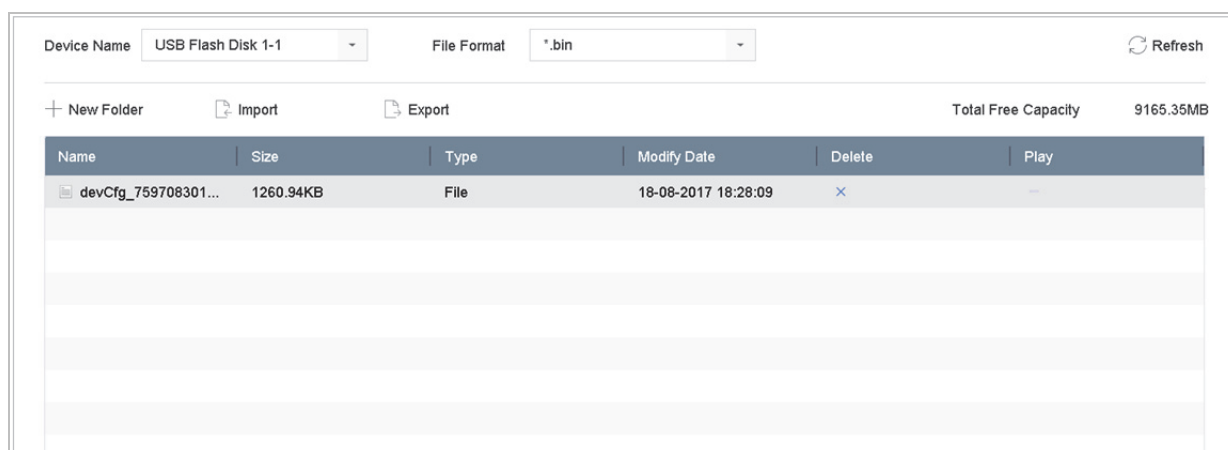 Device Name USB Flash Disk 1-1 File Format *.bin Refresh
New Folder Import Export Total Free Capacity 9165.35MB
Name Size Type Modify Date Delete Play
devCfg_759708301... 1260.94KB File 18-08-2017 18:28:09